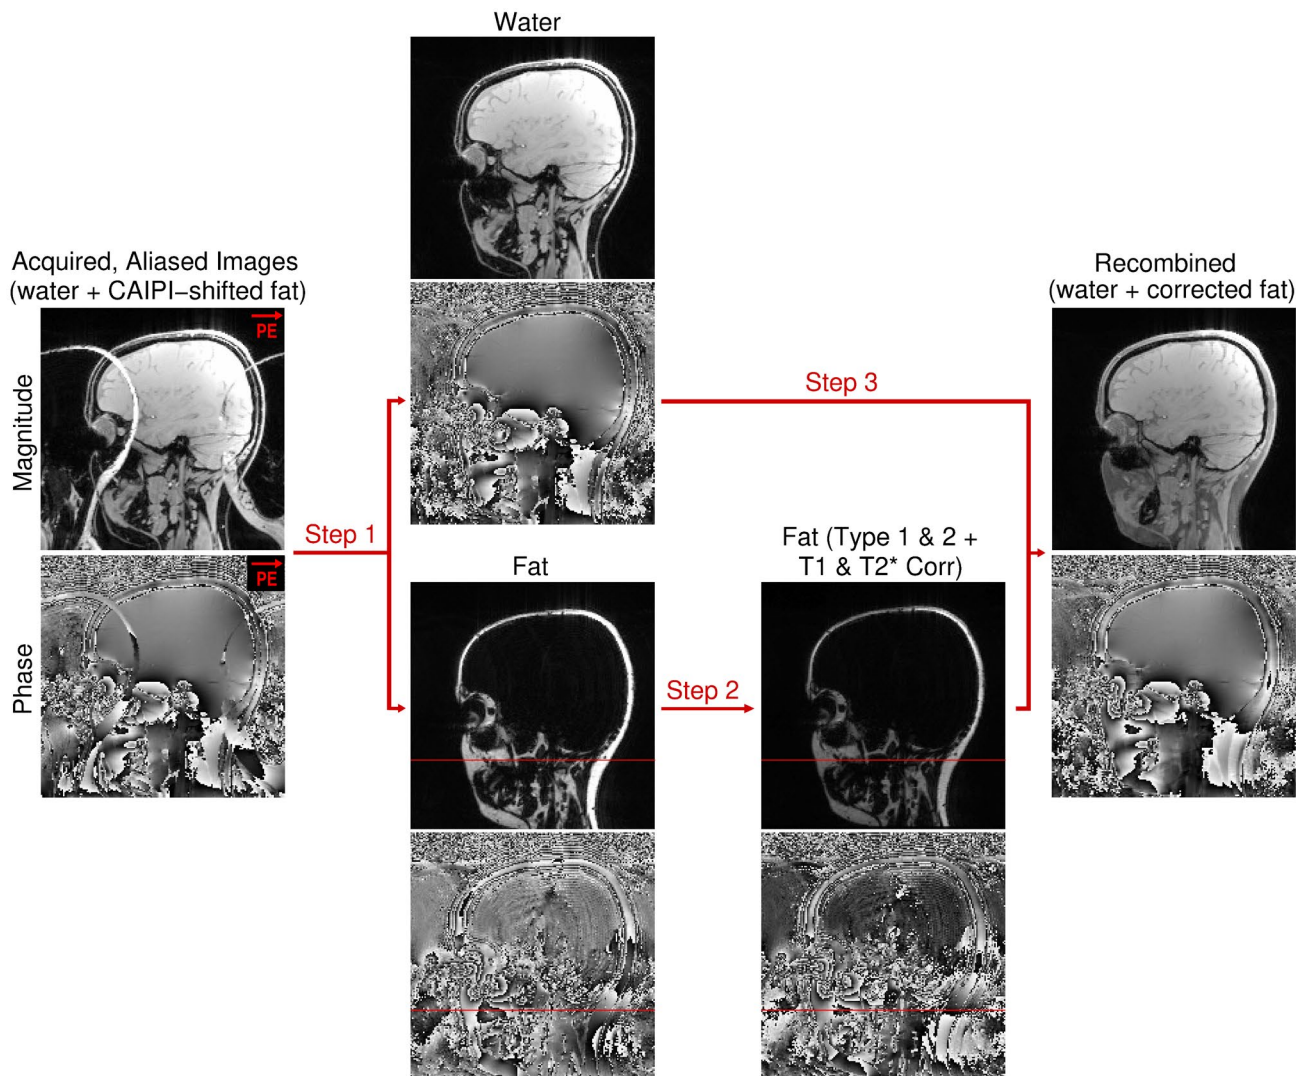 Water
Acquired, Aliased Images
(water + CAIPI−shifted fat)
PE
Magnitude
PE
Phase
Step 1
Step 3
Fat
Step 2
Fat (Type 1 & 2 +
T1 & T2* Corr)
Recombined
(water + corrected fat)